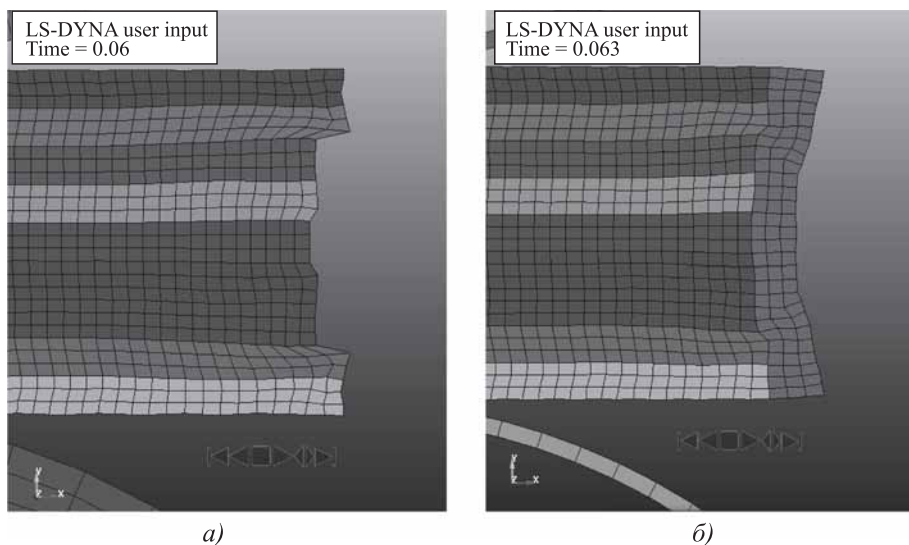 LS-DYNA user input
Time = 0.06
LS-DYNA user input
Time = 0.063
y
z x
y
z x
а)
б)